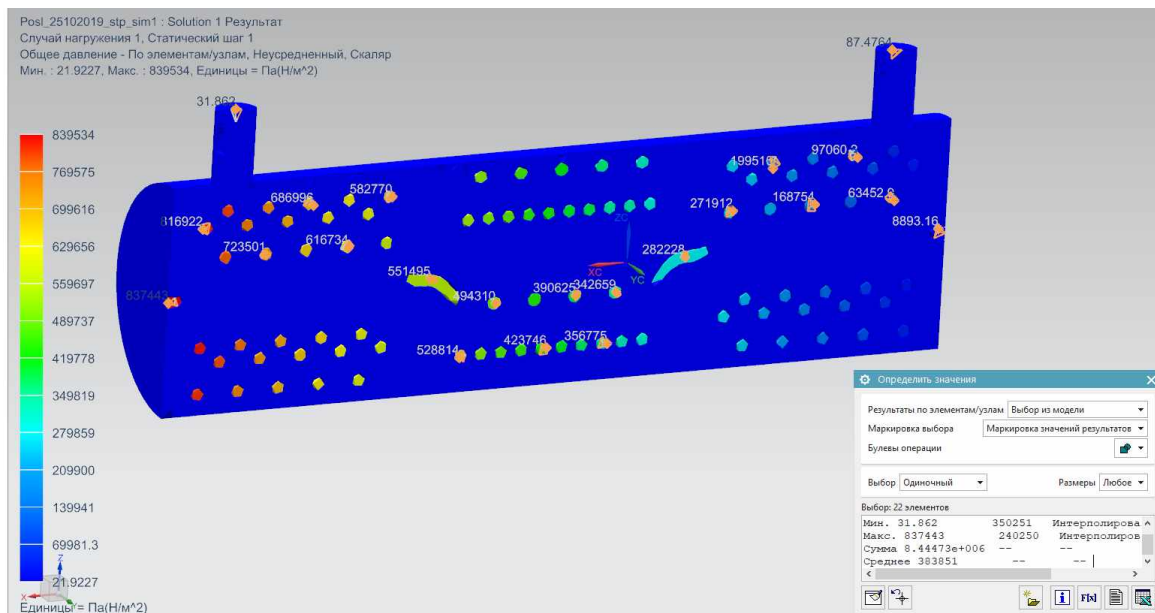 Posl_25102019_stp_sim1 : Solution 1 Результат
Случай нагружения 1, Статический шаг 1
Общее давление - По элементам/узлам, Неусредненный, Скаляр
Мин. : 21.9227, Макс. : 839534, Единицы = Па(Н/м^2)
87.4764
31.862
839534
769575
699616
629656
559697
489737
419778
349819
279859
209900
139941
69981.3
21.9227
Единицы = Па(Н/м^2)
97060.2
582770
686996
168754
63452.8
271912
816922
8893.16
616734
723501
282228
551495
390625
342659
494310
837443
423746
356775
528814
ZC
XC
YC
Z
X
Y
Определить значения
Результаты по элементам/узлам Выбор из модели
Маркировка выбора Маркировка значений результатов
Булевы операции
Выбор Одиночный Размеры Любое
Выбор: 22 элементов
Мин. 31.862 350251 Интерполирова
Макс. 837443 240250 Интерполиров
Сумма 8.44473e+006 -- --
Среднее 383851 -- --
F[x]